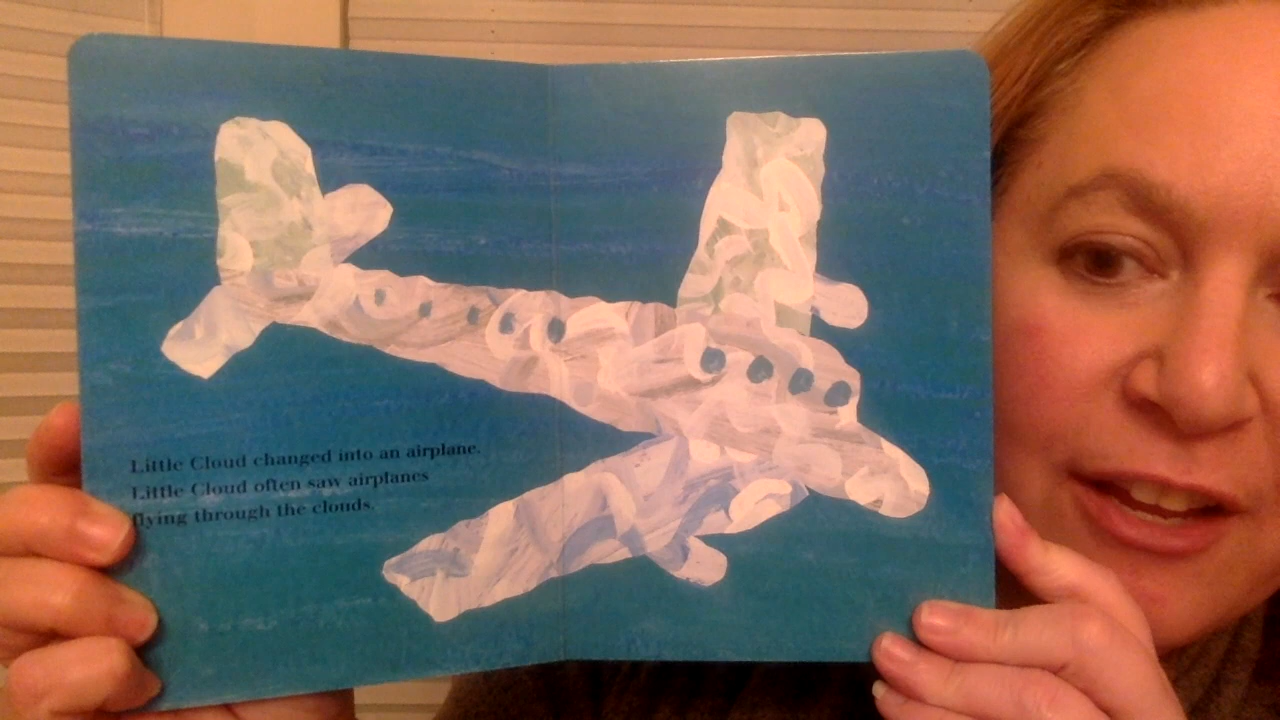 Little Cloud changed into an airplane.
Little Cloud often saw airplanes
flying through the clouds.